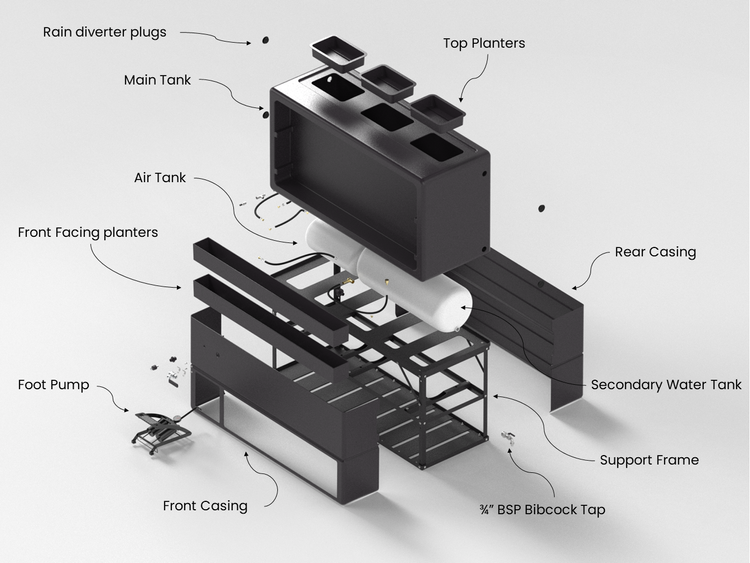 Rain diverter plugs
Top Planters
Main Tank
Air Tank
Front Facing planters
Rear Casing
Foot Pump
Secondary Water Tank
Support Frame
Front Casing
¾” BSP Bibcock Tap